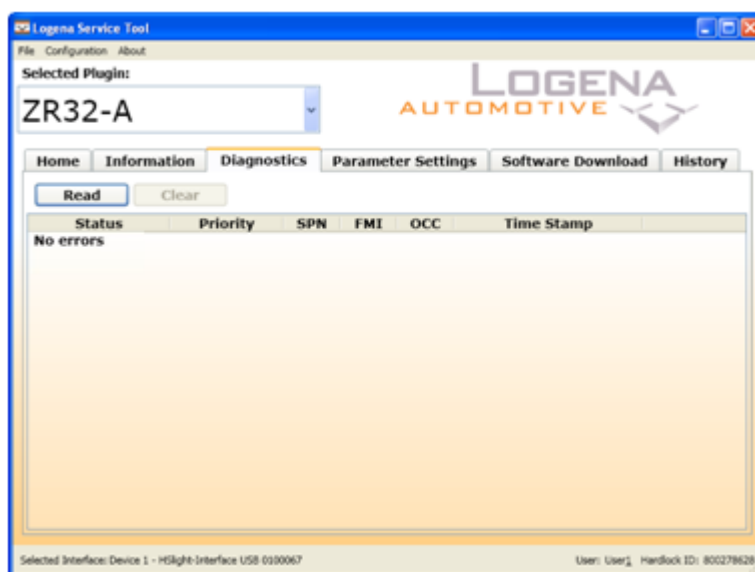 Logena Service Tool
File Configuration About
Selected Plugin:
LOGENA
AUTOMOTIVE
ZR32-A
Home Information Diagnostics Parameter Settings Software Download History
Read Clear
Status Priority SPN FMI OCC Time Stamp
No errors
Selected Interface: Device 1 - HSlight-Interface USB 0100067 User: User1 Hardlock ID: 800278628